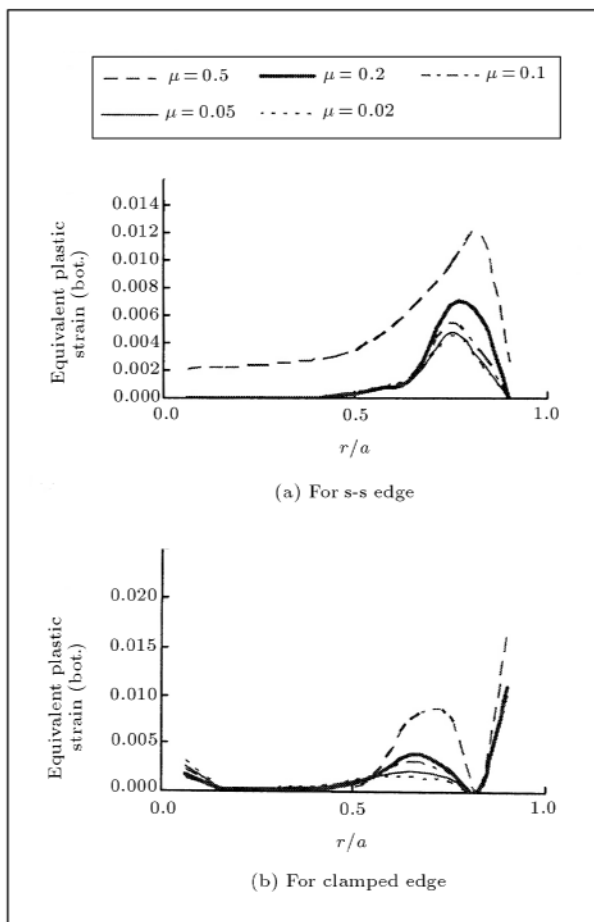 μ = 0.5 μ = 0.2 μ = 0.1
μ = 0.05 μ = 0.02
Equivalent plastic
strain (bot.)
0.014
0.012
0.010
0.008
0.006
0.004
0.002
0.000
0.0 0.5 1.0
r/a
(a) For s-s edge
Equivalent plastic
strain (bot.)
0.020
0.015
0.010
0.005
0.000
0.0 0.5 1.0
r/a
(b) For clamped edge